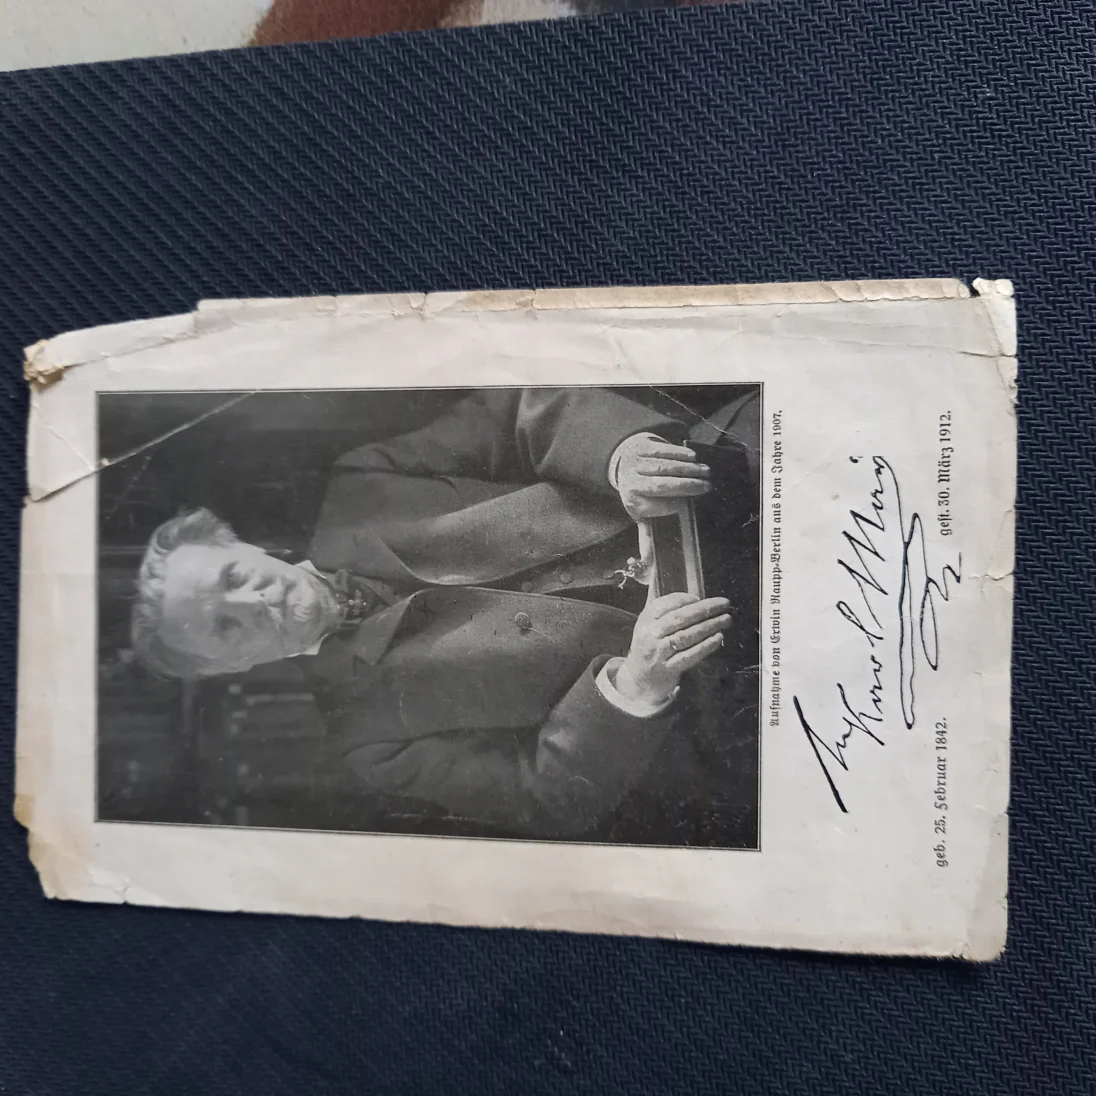 Aufnahme von Erwin Raupp-Berlin aus dem Jahre 1907.
Karl May
geb. 25. Februar 1842. gest. 30. März 1912.